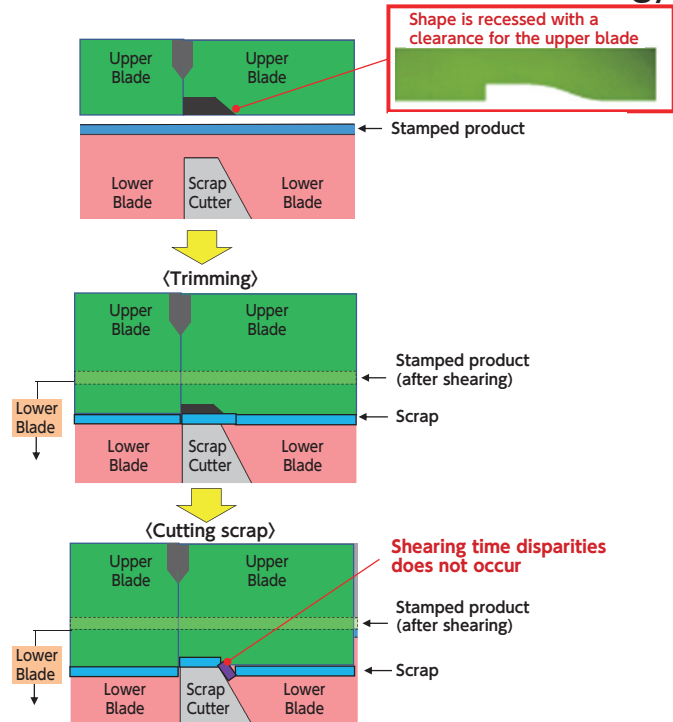 Shape is recessed with a
clearance for the upper blade
Upper
Blade
Upper
Blade
Stamped product
Lower
Blade
Scrap
Cutter
Lower
Blade
〈Trimming〉
Upper
Blade
Upper
Blade
Stamped product
(after shearing)
Lower
Blade
Scrap
Lower
Blade
Scrap
Cutter
Lower
Blade
〈Cutting scrap〉
Shearing time disparities
does not occur
Upper
Blade
Upper
Blade
Stamped product
(after shearing)
Lower
Blade
Scrap
Lower
Blade
Scrap
Cutter
Lower
Blade